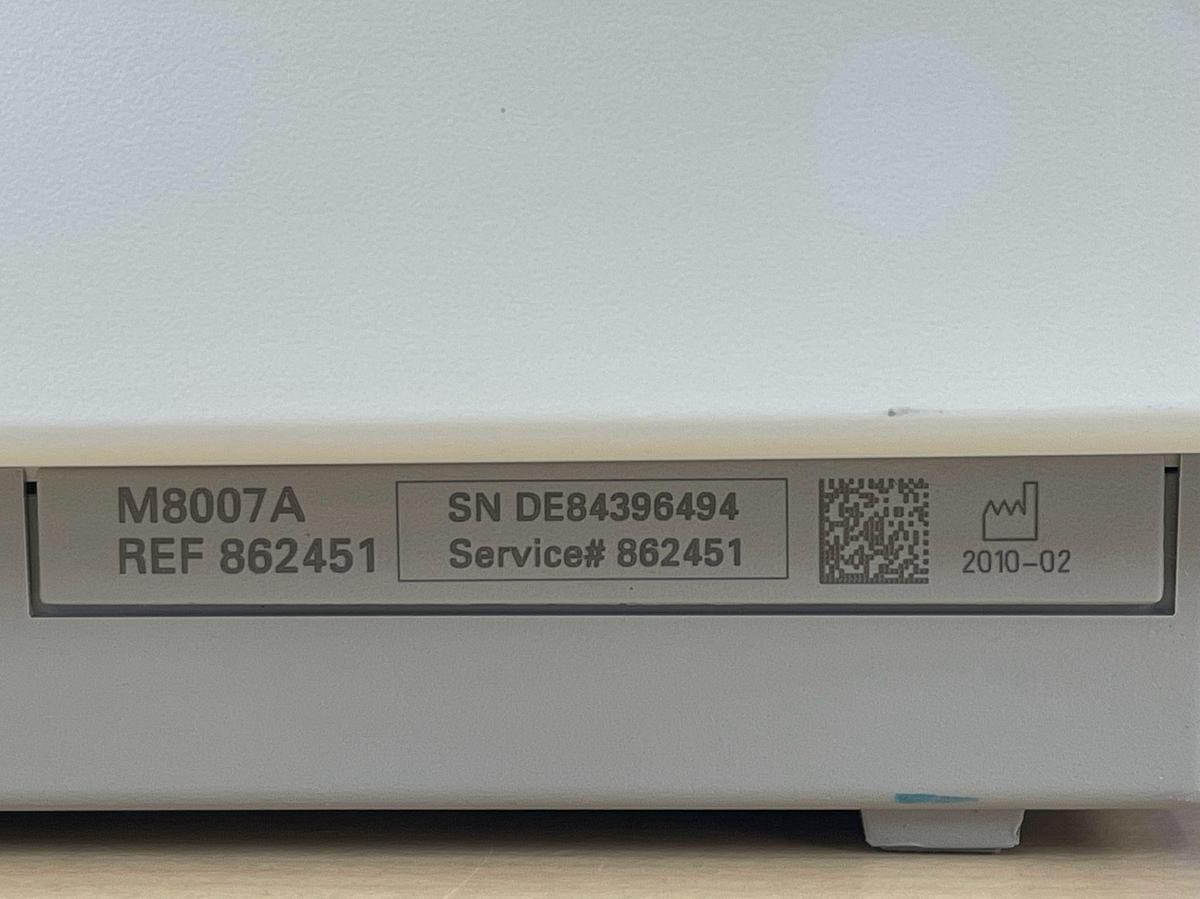 M8007A
REF 862451
SN DE84396494
Service# 862451
2010-02